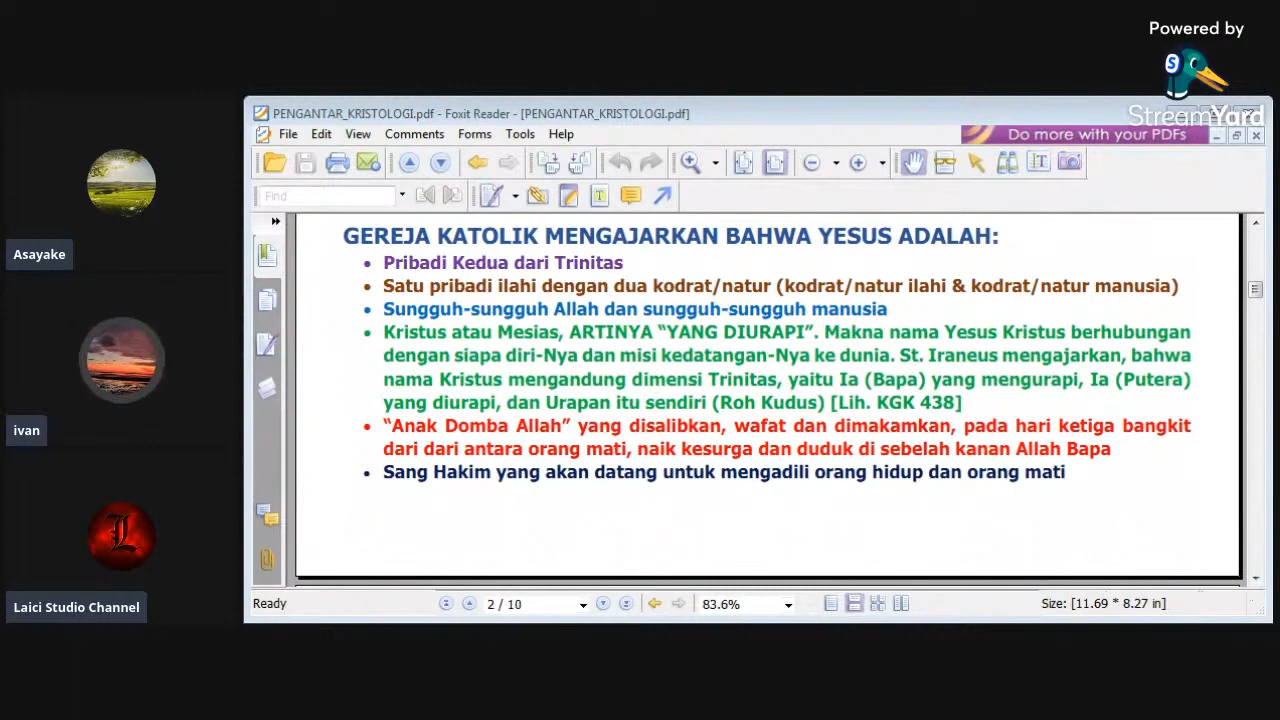 Powered by
StreamYard
PENGANTAR_KRISTOLOGI.pdf - Foxit Reader - [PENGANTAR_KRISTOLOGI.pdf]
File Edit View Comments Forms Tools Help
Do more with your PDFs
Find
GEREJA KATOLIK MENGAJARKAN BAHWA YESUS ADALAH:
• Pribadi Kedua dari Trinitas
• Satu pribadi ilahi dengan dua kodrat/natur (kodrat/natur ilahi & kodrat/natur manusia)
• Sungguh-sungguh Allah dan sungguh-sungguh manusia
• Kristus atau Mesias, ARTINYA “YANG DIURAPI”. Makna nama Yesus Kristus berhubungan
dengan siapa diri-Nya dan misi kedatangan-Nya ke dunia. St. Iraneus mengajarkan, bahwa
nama Kristus mengandung dimensi Trinitas, yaitu Ia (Bapa) yang mengurapi, Ia (Putera)
yang diurapi, dan Urapan itu sendiri (Roh Kudus) [Lih. KGK 438]
• “Anak Domba Allah” yang disalibkan, wafat dan dimakamkan, pada hari ketiga bangkit
dari dari antara orang mati, naik kesurga dan duduk di sebelah kanan Allah Bapa
• Sang Hakim yang akan datang untuk mengadili orang hidup dan orang mati
Ready
2 / 10
83.6%
Size: [11.69 * 8.27 in]
Asayake
ivan
L
Laici Studio Channel